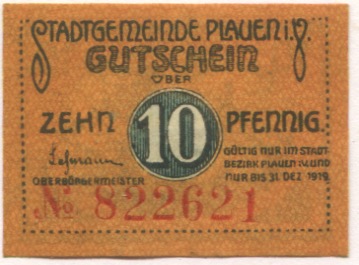 STADTGEMEINDE PLAUEN i.V.
GUTSCHEIN
ÜBER
ZEHN 10 PFENNIG.
GÜLTIG NUR IM STADT-
BEZIRK PLAUEN i.V. UND
NUR BIS 31. DEZ. 1919.
OBERBÜRGERMEISTER.
№ 822621